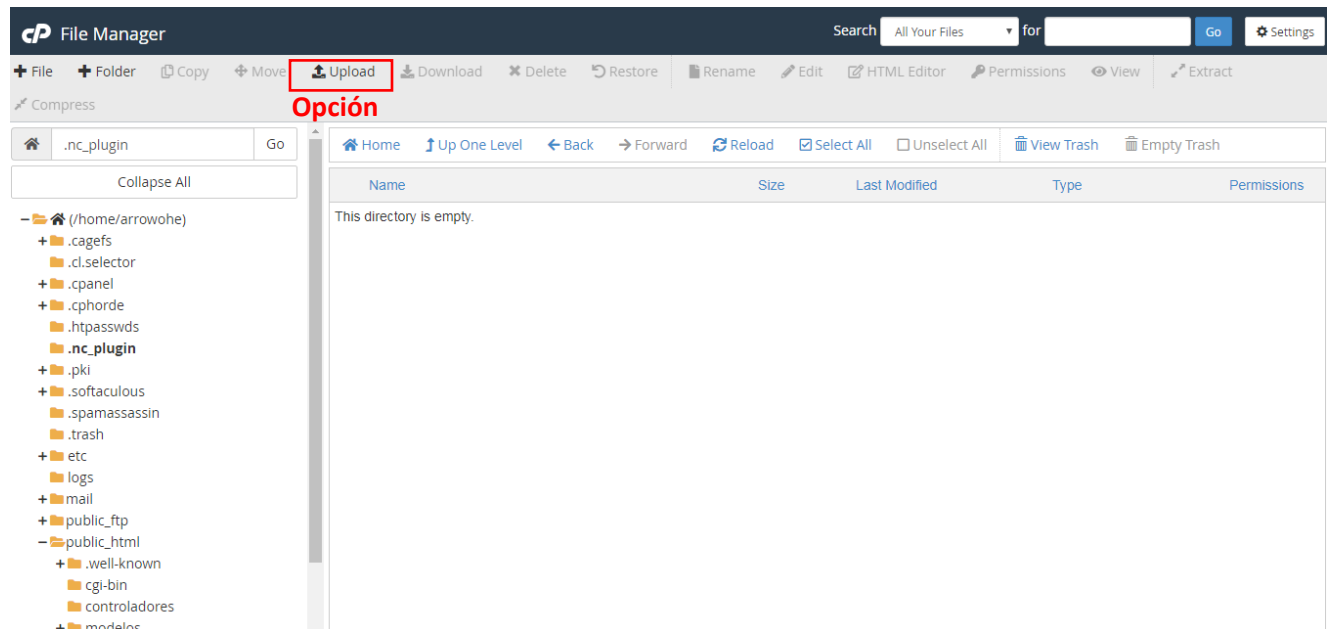 cP File Manager Search All Your Files for Go Settings
File Folder Copy Move Upload Download Delete Restore Rename Edit HTML Editor Permissions View Extract
Compress
Opción
.nc_plugin Go Home Up One Level Back Forward Reload Select All Unselect All View Trash Empty Trash
Collapse All
Name Size Last Modified Type Permissions
This directory is empty.
(/home/arrowohe)
.cagefs
.cl.selector
.cpanel
.cphorde
.htpasswds
.nc_plugin
.pki
.softaculous
.spamassassin
.trash
etc
logs
mail
public_ftp
public_html
.well-known
cgi-bin
controladores
modelos